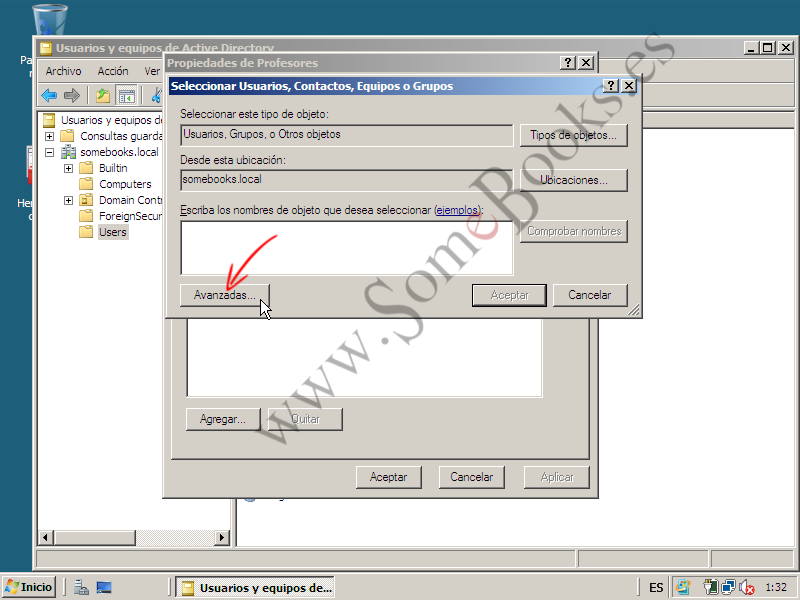 Usuarios y equipos de Active Directory
Propiedades de Profesores
Archivo Acción Ver
Seleccionar Usuarios, Contactos, Equipos o Grupos
Seleccionar este tipo de objeto:
Usuarios, Grupos, o Otros objetos
Tipos de objetos...
Desde esta ubicación:
somebooks.local
Ubicaciones...
Escriba los nombres de objeto que desea seleccionar (ejemplos):
Comprobar nombres
Avanzadas...
Aceptar
Cancelar
Usuarios y equipos de
Consultas guarda
somebooks.local
Builtin
Computers
Domain Contr
ForeignSecur
Users
Agregar...
Quitar
Aceptar
Cancelar
Aplicar
www.SomeBooks.es
Inicio
Usuarios y equipos de...
ES
1:32